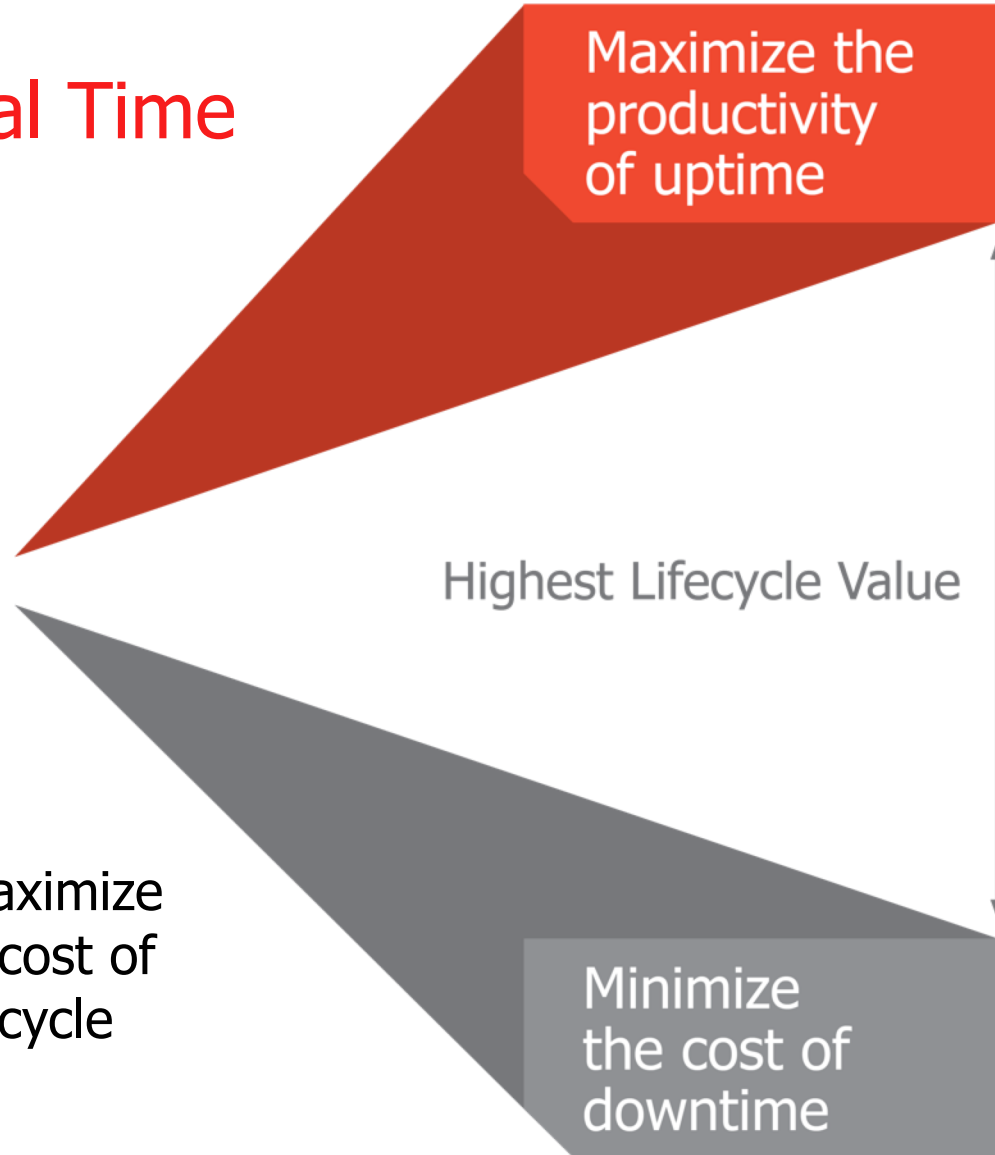 Maximize the
productivity
of uptime
al Time
Highest Lifecycle Value
aximize
cost of
cycle
Minimize
the cost of
downtime